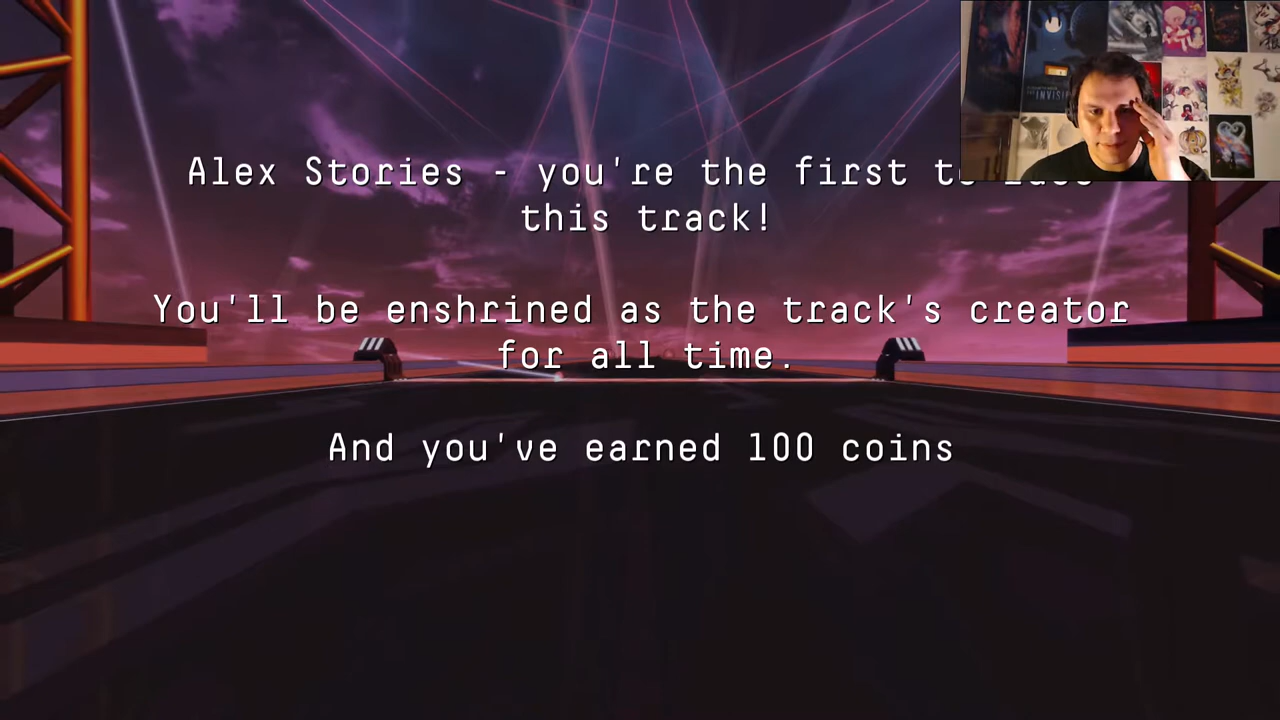 Alex Stories - you're the first to
this track!
You'll be enshrined as the track's creator
for all time.
And you've earned 100 coins
INVISI